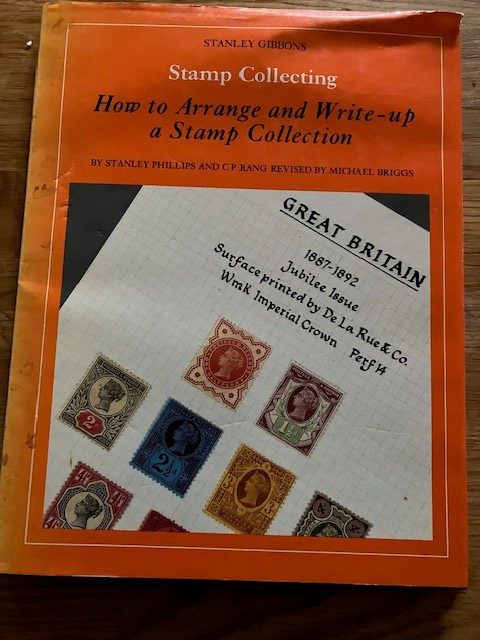 STANLEY GIBBONS
Stamp Collecting
How to Arrange and Write-up
a Stamp Collection
BY STANLEY PHILLIPS AND C P RANG REVISED BY MICHAEL BRIGGS
GREAT BRITAIN
1887-1892
Jubilee Issue
Surface printed by De La Rue & Co.
Wmk Imperial Crown Perf 14